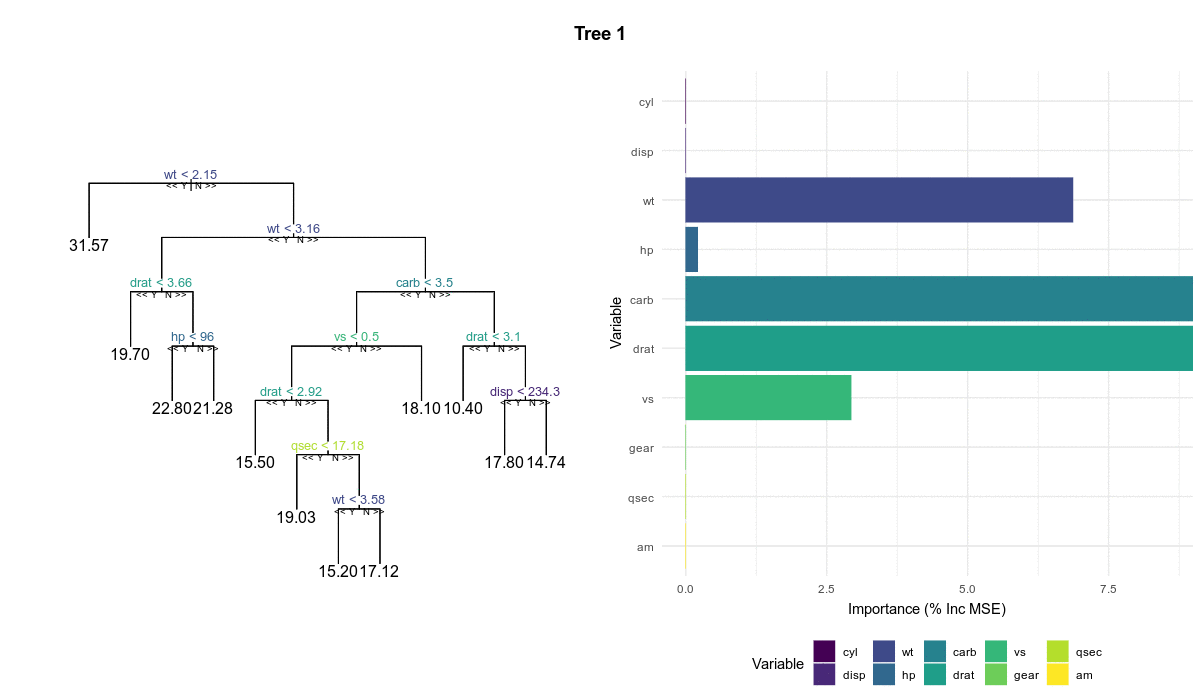 Tree 1
wt < 2.15
<< Y N >>
31.57
wt < 3.16
<< Y N >>
drat < 3.66
<< Y N >>
carb < 3.5
<< Y N >>
19.70
hp < 96
<< Y N >>
vs < 0.5
<< Y N >>
drat < 3.1
<< Y N >>
22.80
21.28
drat < 2.92
<< Y N >>
18.10
10.40
disp < 234.3
<< Y N >>
15.50
qsec < 17.18
<< Y N >>
17.80
14.74
19.03
wt < 3.58
<< Y N >>
15.20
17.12
Variable
cyl
disp
wt
hp
carb
drat
vs
gear
qsec
am
0.0
2.5
5.0
7.5
Importance (% Inc MSE)
Variable
cyl
wt
carb
vs
qsec
disp
hp
drat
gear
am